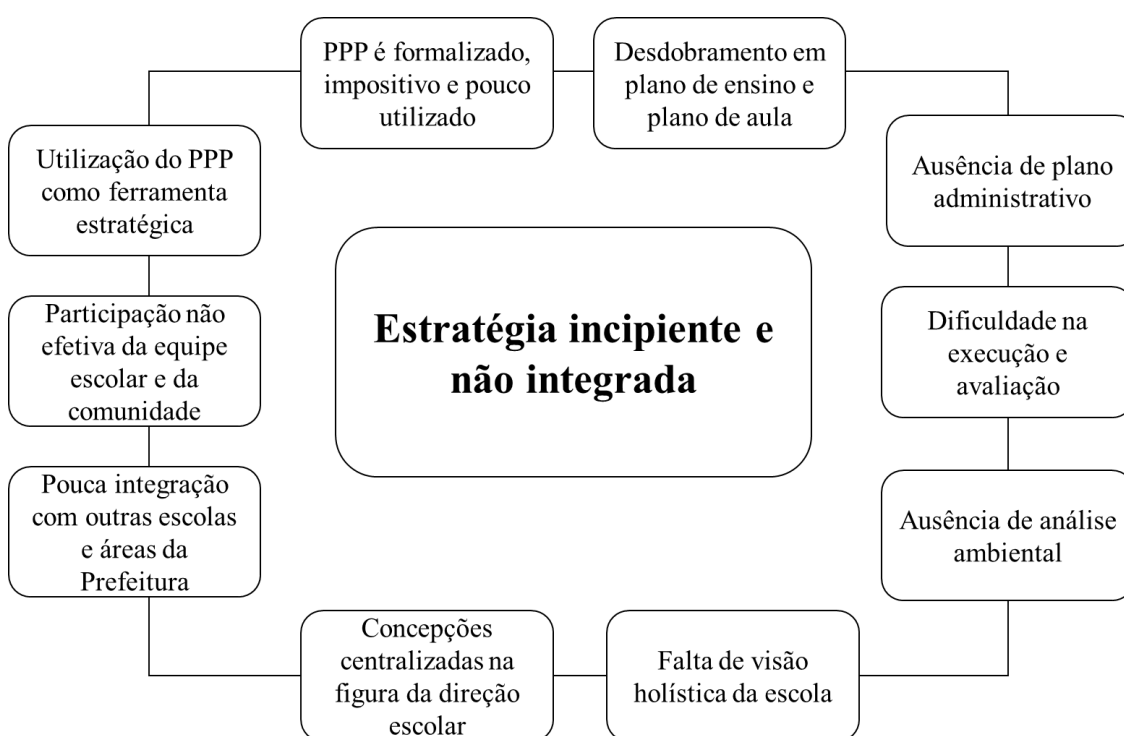 PPP é formalizado,
impositivo e pouco
utilizado
Desdobramento em
plano de ensino e
plano de aula
Utilização do PPP
como ferramenta
estratégica
Ausência de plano
administrativo
Estratégia incipiente e
não integrada
Participação não
efetiva da equipe
escolar e da
comunidade
Dificuldade na
execução e
avaliação
Pouca integração
com outras escolas
e áreas da
Prefeitura
Ausência de análise
ambiental
Concepções
centralizadas na
figura da direção
escolar
Falta de visão
holística da escola